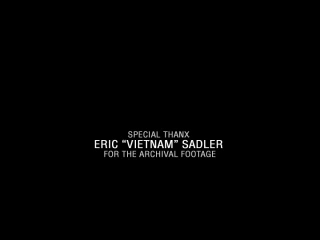 SPECIAL THANX
ERIC “VIETNAM” SADLER
FOR THE ARCHIVAL FOOTAGE